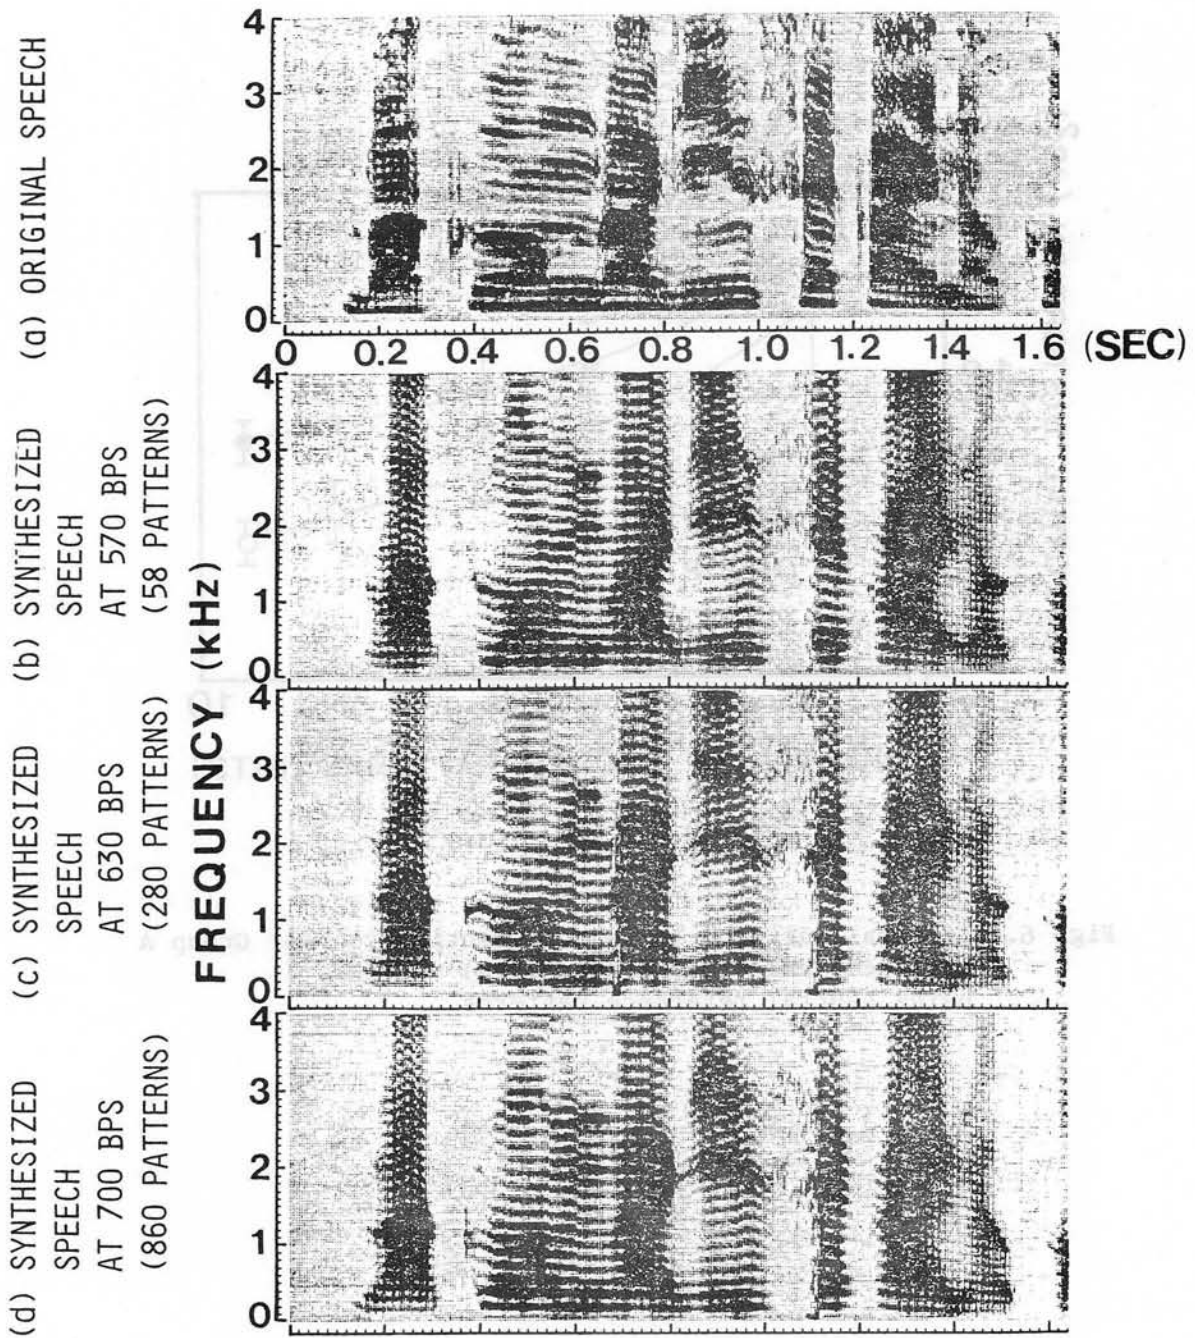 (a) ORIGINAL SPEECH
4
3
2
1
0
0 0.2 0.4 0.6 0.8 1.0 1.2 1.4 1.6 (SEC)
FREQUENCY (kHz)
(b) SYNTHESIZED
SPEECH
AT 570 BPS
(58 PATTERNS)
4
3
2
1
0
(c) SYNTHESIZED
SPEECH
AT 630 BPS
(280 PATTERNS)
4
3
2
1
0
(d) SYNTHESIZED
SPEECH
AT 700 BPS
(860 PATTERNS)
4
3
2
1
0